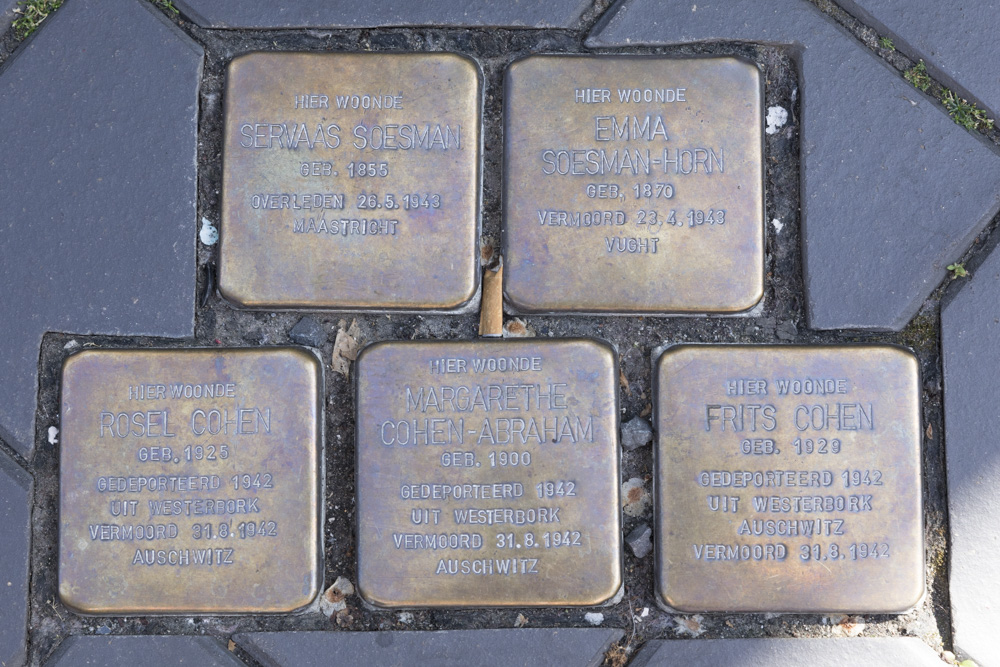 HIER WOONDE
SERVAAS SOESMAN
GEB. 1855
OVERLEDEN 26.5.1943
MAASTRICHT
HIER WOONDE
EMMA
SOESMAN-HORN
GEB. 1870
VERMOORD 23.4.1943
VUGHT
HIER WOONDE
ROSEL COHEN
GEB. 1925
GEDEPORTEERD 1942
UIT WESTERBORK
VERMOORD 31.8.1942
AUSCHWITZ
HIER WOONDE
MARGARETHE
COHEN-ABRAHAM
GEB. 1900
GEDEPORTEERD 1942
UIT WESTERBORK
VERMOORD 31.8.1942
AUSCHWITZ
HIER WOONDE
FRITS COHEN
GEB. 1929
GEDEPORTEERD 1942
UIT WESTERBORK
AUSCHWITZ
VERMOORD 31.8.1942